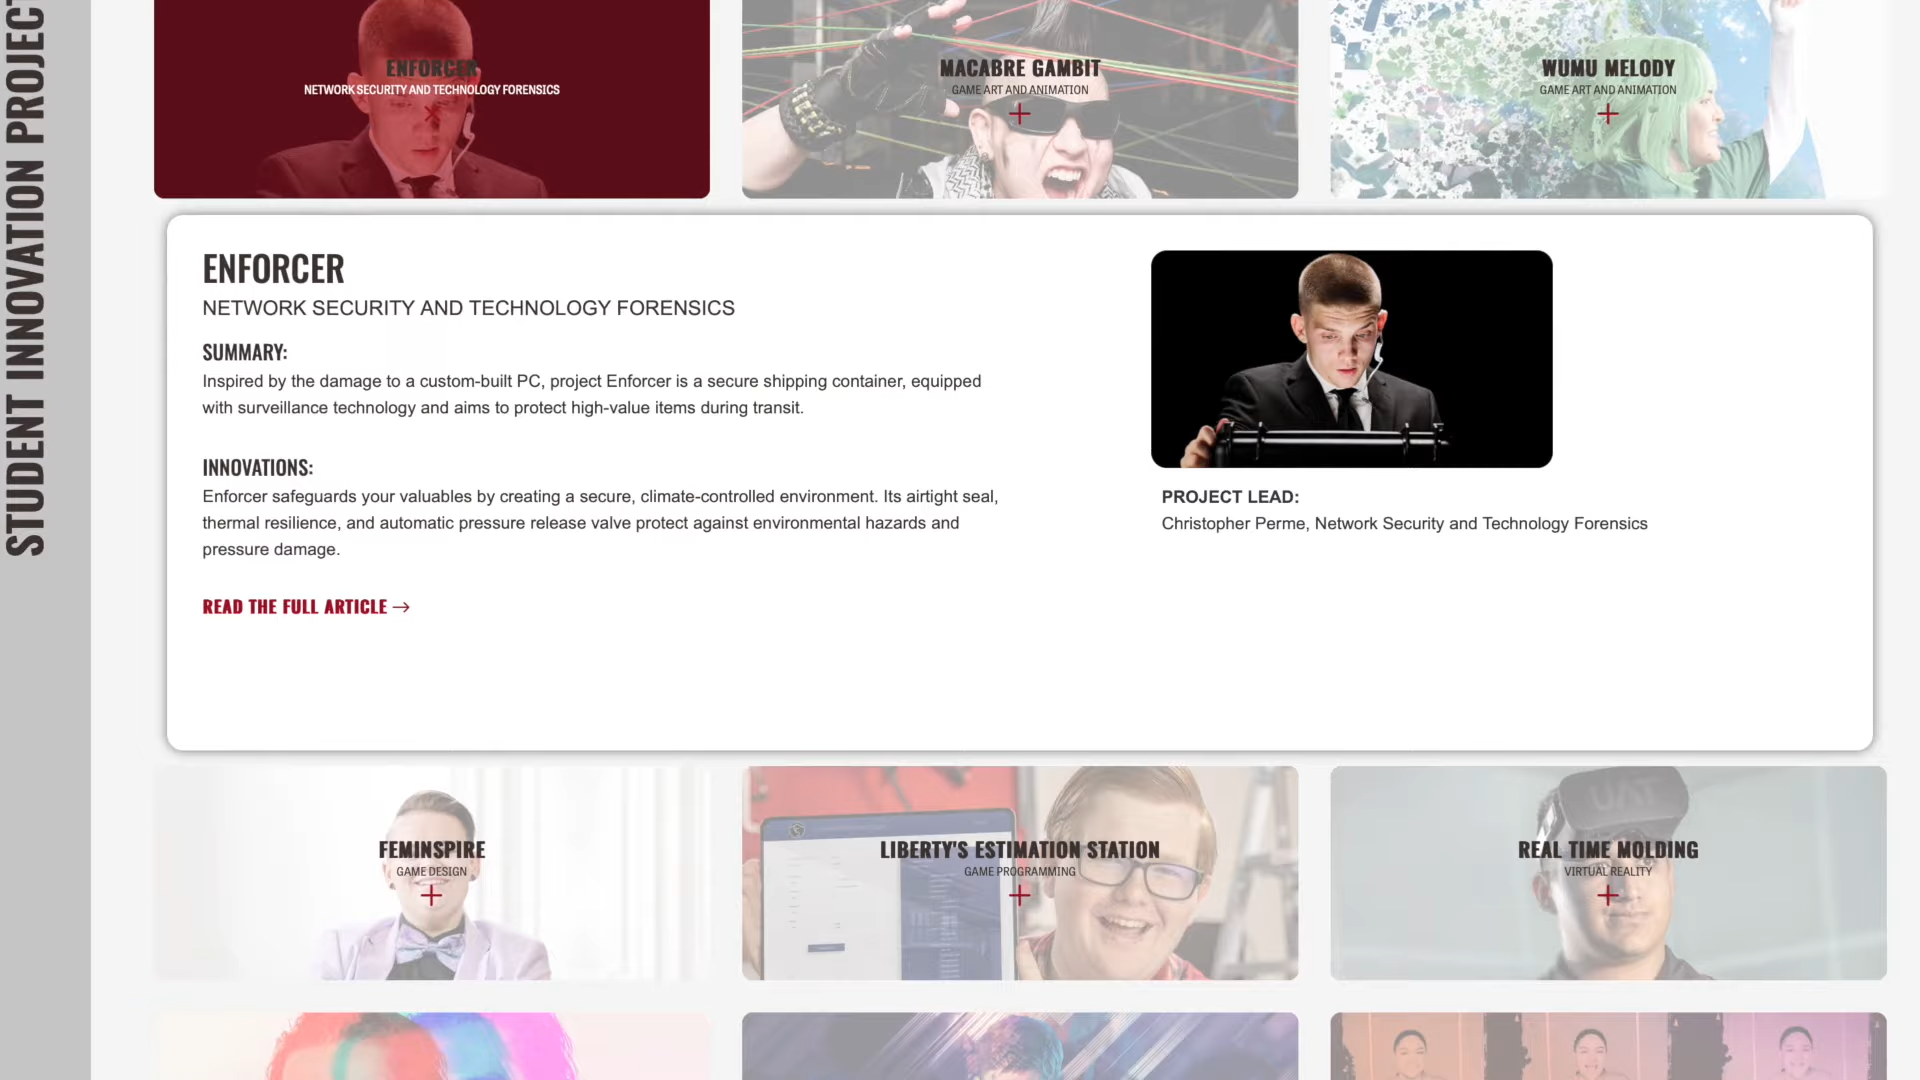 STUDENT INNOVATION PROJECT
ENFORCER
NETWORK SECURITY AND TECHNOLOGY FORENSICS
MACABRE GAMBIT
GAME ART AND ANIMATION
WUMU MELODY
GAME ART AND ANIMATION
ENFORCER
NETWORK SECURITY AND TECHNOLOGY FORENSICS
SUMMARY:
Inspired by the damage to a custom-built PC, project Enforcer is a secure shipping container, equipped
with surveillance technology and aims to protect high-value items during transit.
INNOVATIONS:
Enforcer safeguards your valuables by creating a secure, climate-controlled environment. Its airtight seal,
thermal resilience, and automatic pressure release valve protect against environmental hazards and
pressure damage.
READ THE FULL ARTICLE →
PROJECT LEAD:
Christopher Perme, Network Security and Technology Forensics
FEMINSPIRE
GAME DESIGN
LIBERTY'S ESTIMATION STATION
GAME PROGRAMMING
UAT
REAL TIME MOLDING
VIRTUAL REALITY